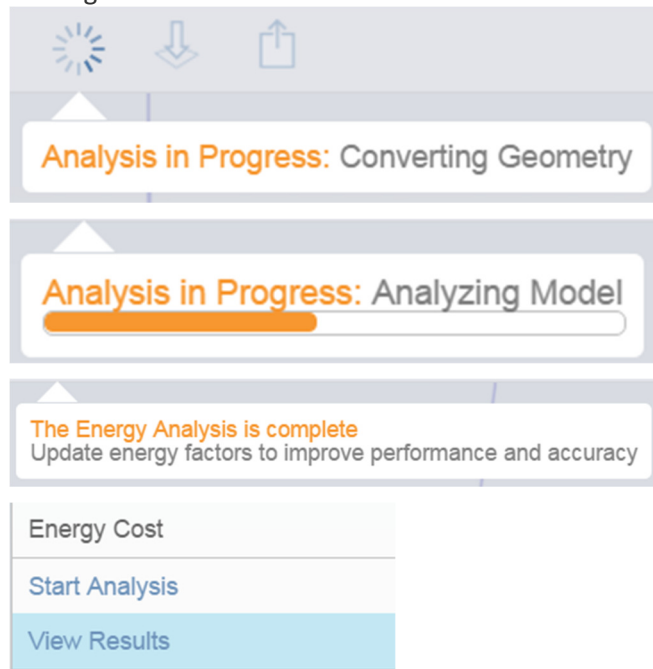 Analysis in Progress: Converting Geometry
Analysis in Progress: Analyzing Model
The Energy Analysis is complete
Update energy factors to improve performance and accuracy
Energy Cost
Start Analysis
View Results